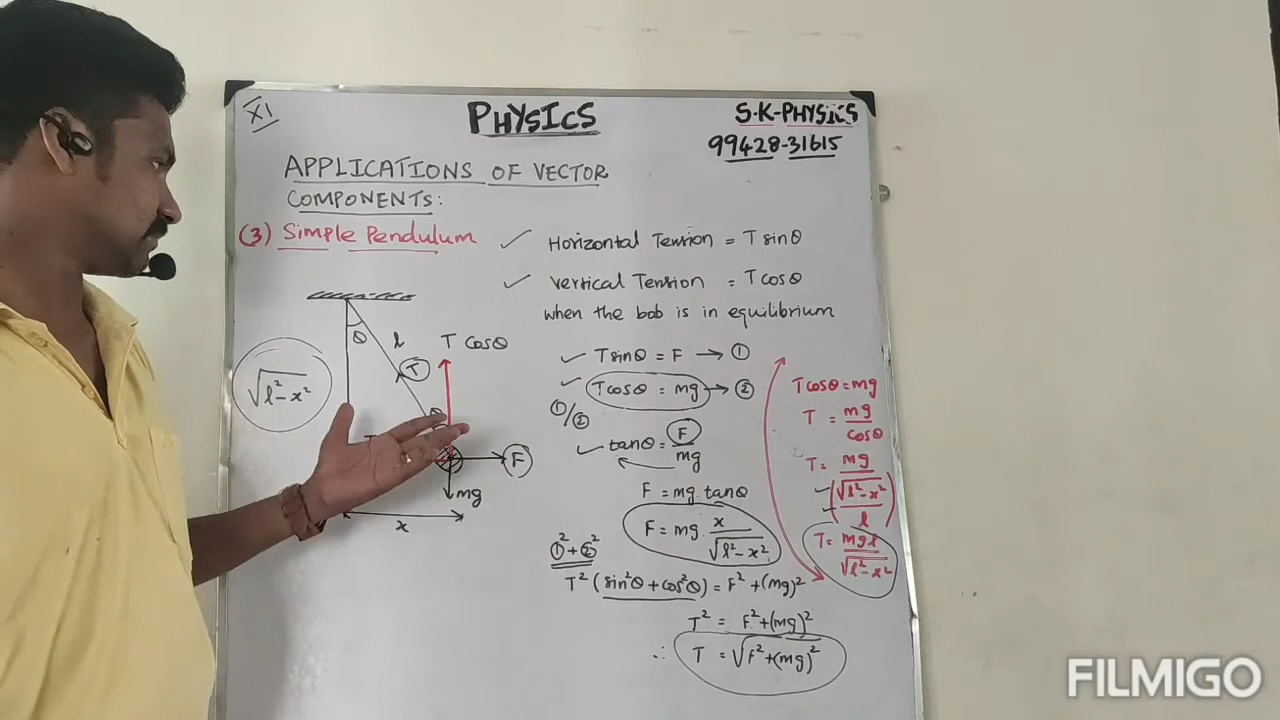 XI
PHYSICS
S.K-PHYSICS
99428-31615
APPLICATIONS OF VECTOR
COMPONENTS:
(3) Simple Pendulum
✓ Horizontal Tension = T sinθ
✓ Vertical Tension = T cosθ
when the bob is in equilibrium
✓ Tsinθ = F → ①
✓ Tcosθ = mg → ②
①/②
✓ tanθ = F/mg
F = mg tanθ
F = mg x/√l²-x²
①² + ②²
T² (sin²θ + cos²θ) = F² + (mg)²
T² = F² + (mg)²
∴ T = √F² + (mg)²
Tcosθ = mg
T = mg/cosθ
T = mg/(√l²-x²/l)
T = mgl/√l²-x²
√l²-x²
θ
l
T
T cosθ
θ
F
mg
x
FILMIGO